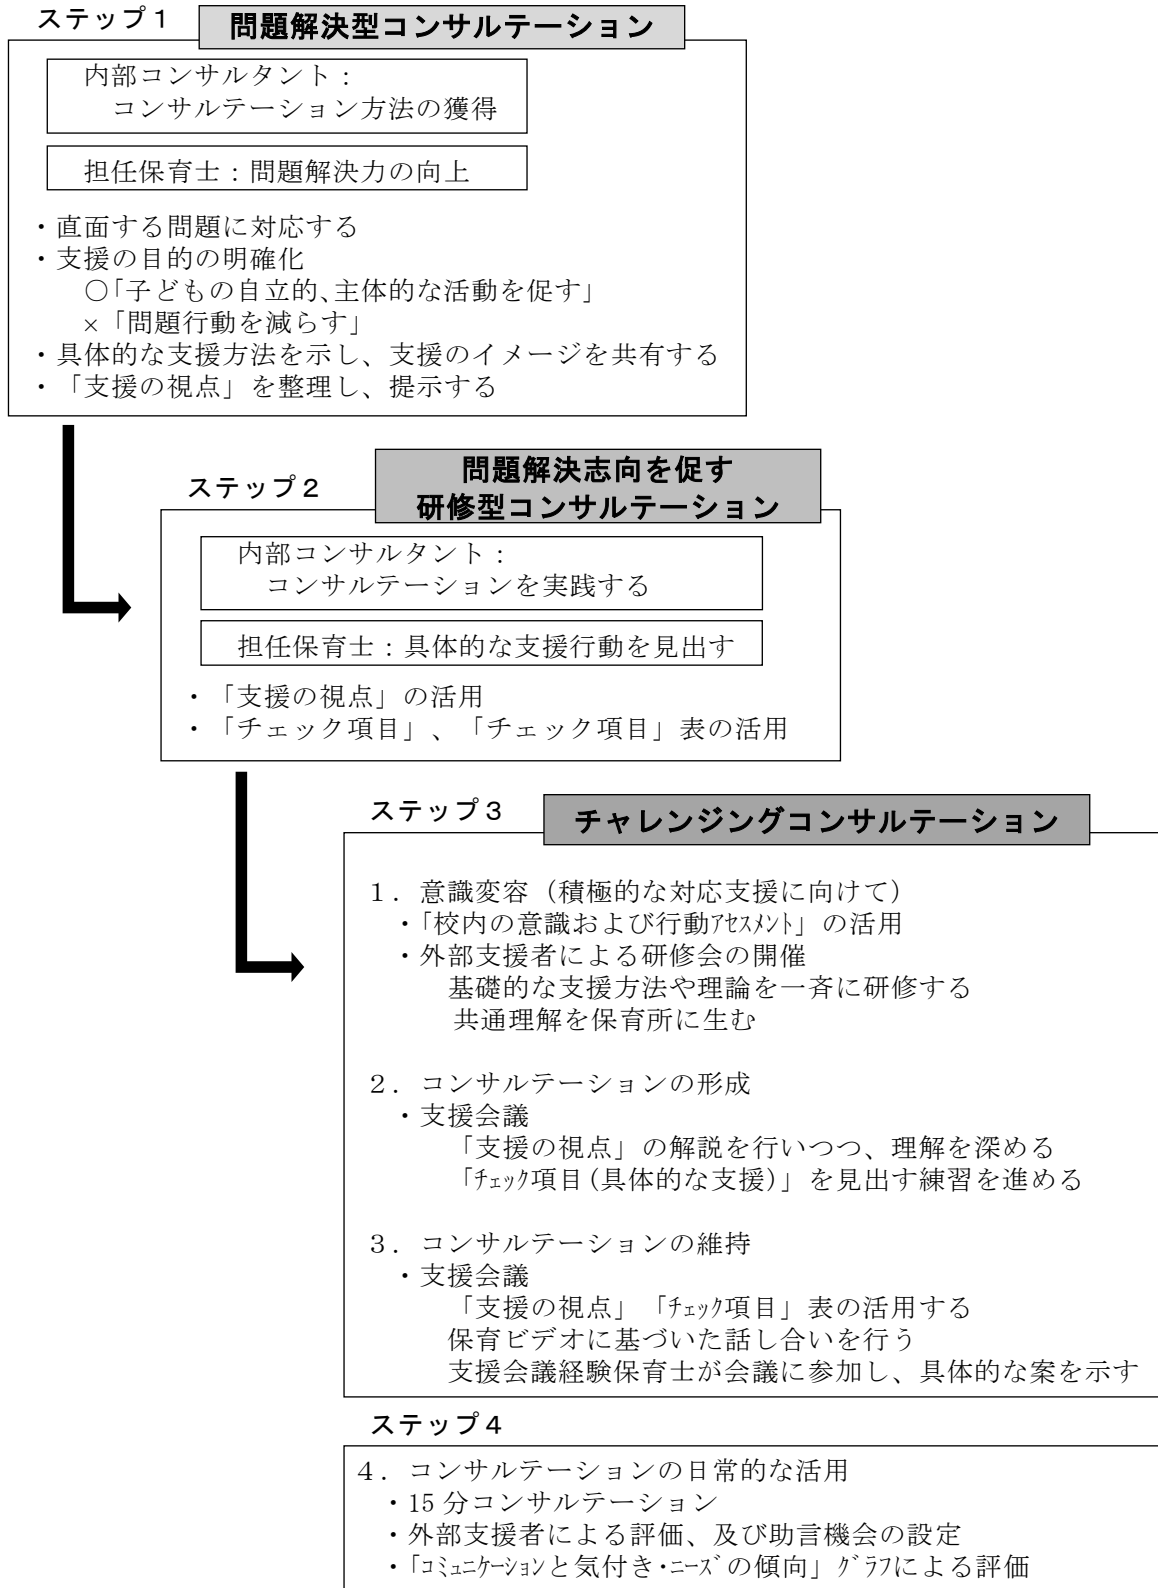 ステップ１
問題解決型コンサルテーション
内部コンサルタント：
コンサルテーション方法の獲得
担任保育士：問題解決力の向上
・直面する問題に対応する
・支援の目的の明確化
○｢子どもの自立的、主体的な活動を促す｣
×「問題行動を減らす」
・具体的な支援方法を示し、支援のイメージを共有する
・「支援の視点」を整理し、提示する
ステップ２
問題解決志向を促す
研修型コンサルテーション
内部コンサルタント：
コンサルテーションを実践する
担任保育士：具体的な支援行動を見出す
・「支援の視点」の活用
・「チェック項目」、「チェック項目」表の活用
ステップ３
チャレンジングコンサルテーション
１．意識変容（積極的な対応支援に向けて）
・｢校内の意識および行動ｱｾｽﾒﾝﾄ」の活用
・外部支援者による研修会の開催
基礎的な支援方法や理論を一斉に研修する
共通理解を保育所に生む
２．コンサルテーションの形成
・支援会議
「支援の視点」の解説を行いつつ、理解を深める
「ﾁｪｯｸ項目(具体的な支援)」を見出す練習を進める
３．コンサルテーションの維持
・支援会議
「支援の視点」「ﾁｪｯｸ項目」表の活用する
保育ビデオに基づいた話し合いを行う
支援会議経験保育士が会議に参加し、具体的な案を示す
ステップ４
４．コンサルテーションの日常的な活用
・15 分コンサルテーション
・外部支援者による評価、及び助言機会の設定
・｢ｺﾐｭﾆｹｰｼｮﾝと気付き･ﾆｰｽﾞの傾向」ｸﾞﾗﾌによる評価